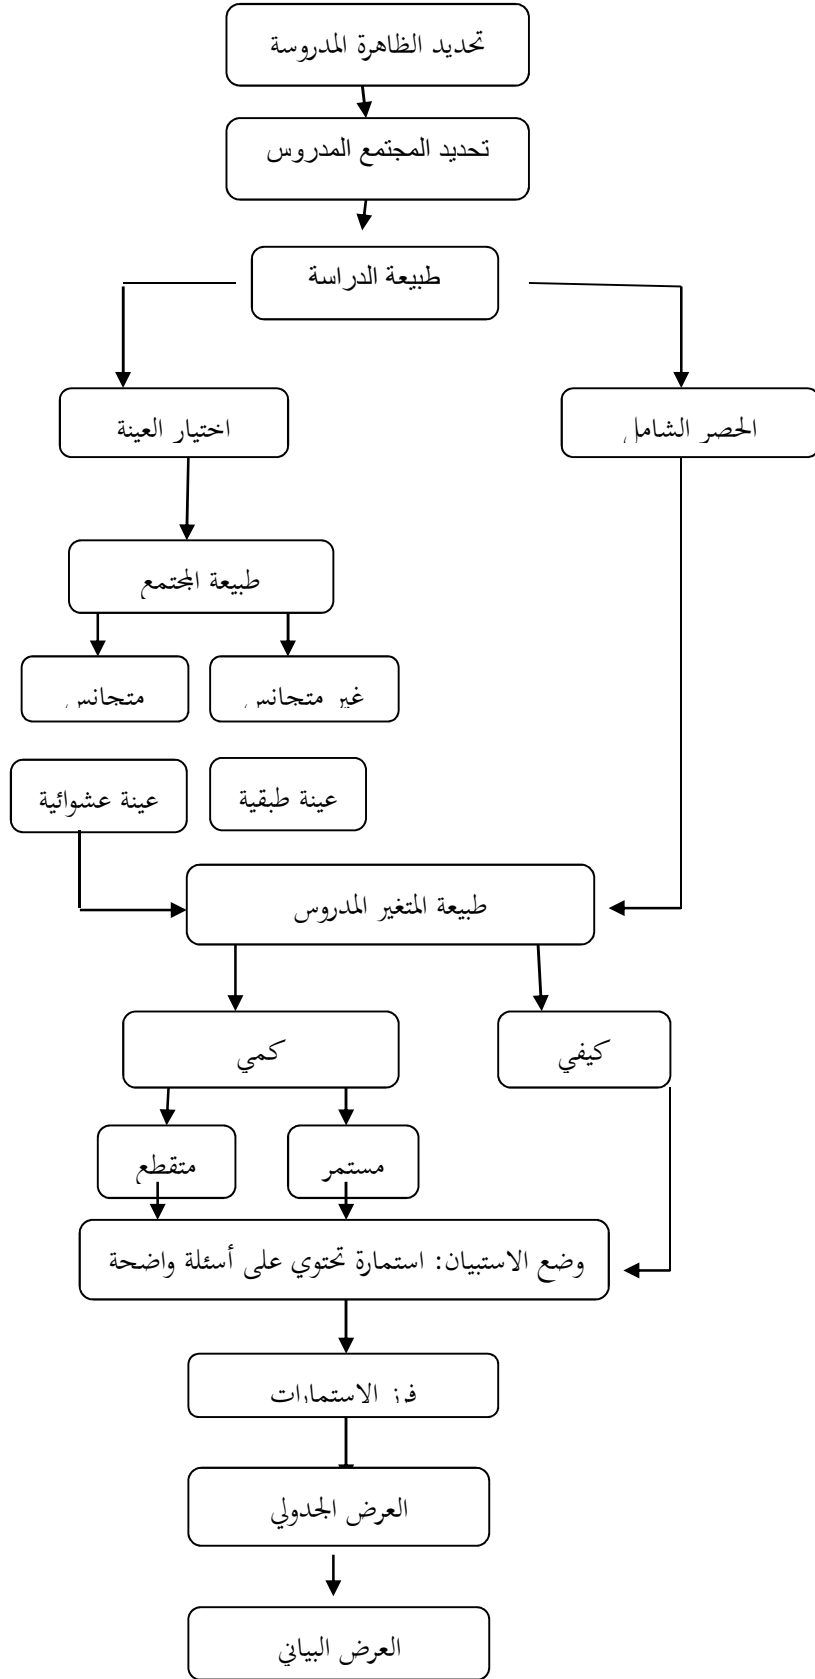 تحديد الظاهرة المدروسة
تحديد المجتمع المدروس
طبيعة الدراسة
الحصر الشامل
اختيار العينة
طبيعة المجتمع
غير متجانس
متجانس
عينة طبقية
عينة عشوائية
طبيعة المتغير المدروس
كيفي
كمي
مستمر
متقطع
وضع الاستبيان: استمارة تحتوي على أسئلة واضحة
فرز الاستمارات
العرض الجدولي
العرض البياني